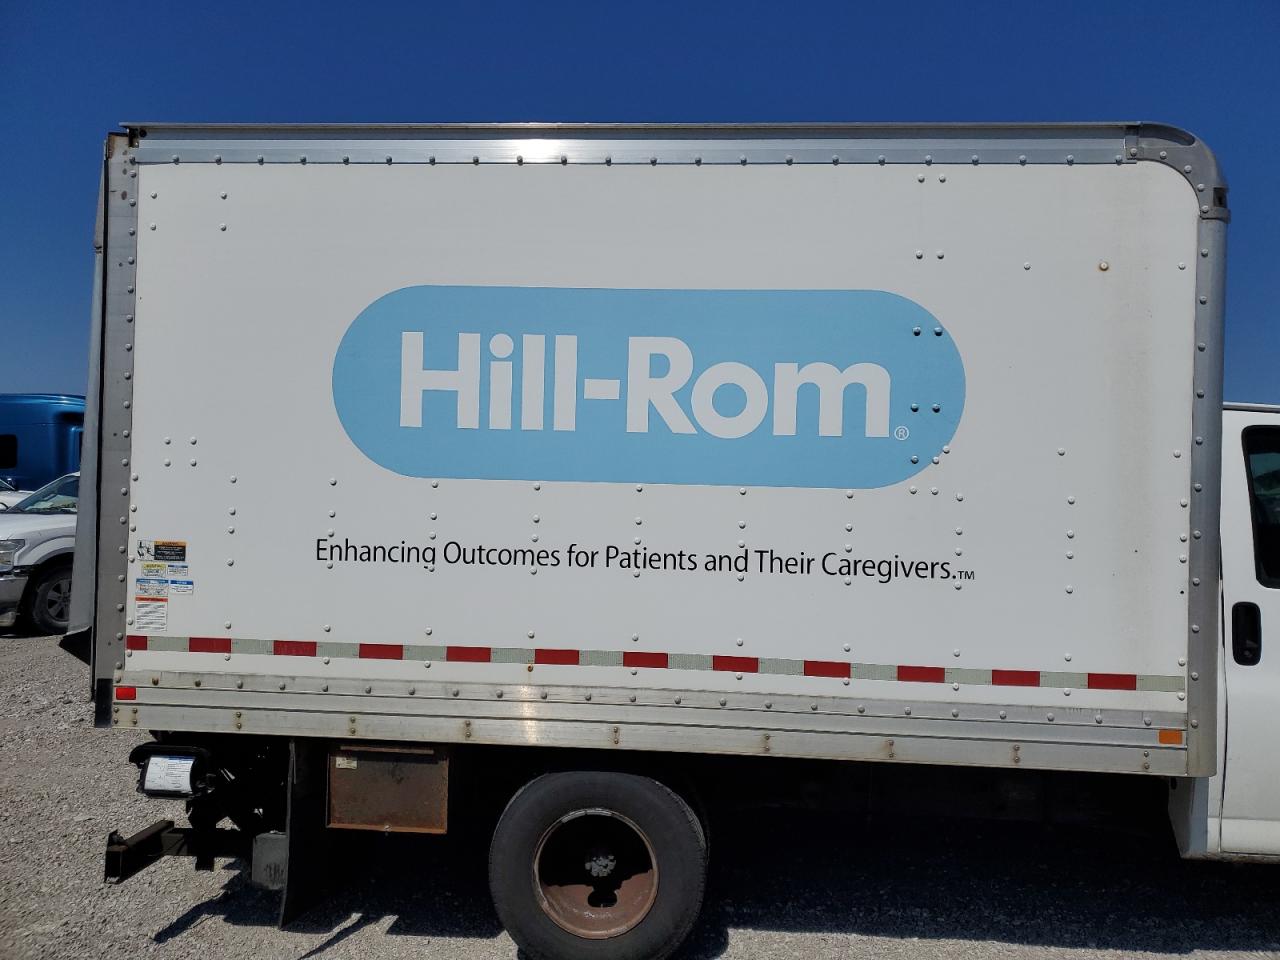 Hill-Rom®
Enhancing Outcomes for Patients and Their Caregivers.™